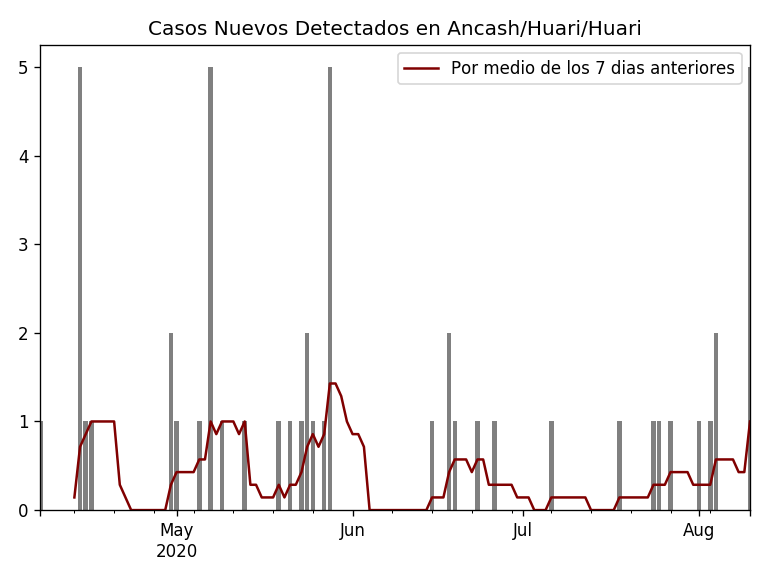 Casos Nuevos Detectados en Ancash/Huari/Huari
Por medio de los 7 dias anteriores
5
4
3
2
1
0
May
2020
Jun
Jul
Aug